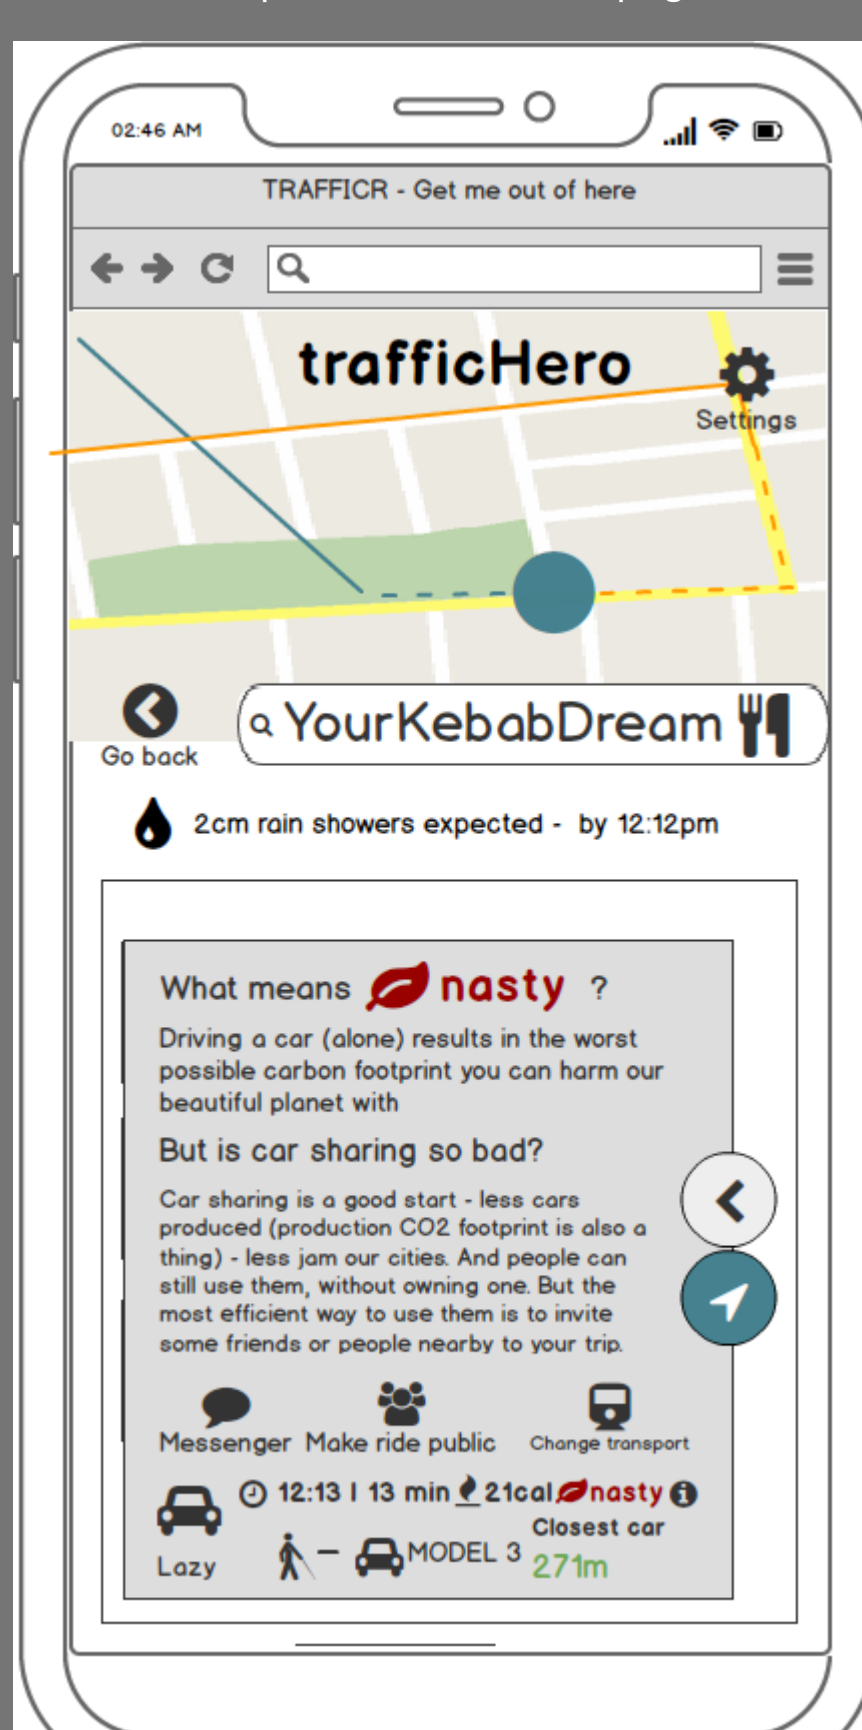 02:46 AM
TRAFFICR - Get me out of here
trafficHero
Settings
Go back
YourKebabDream
2cm rain showers expected - by 12:12pm
What means nasty ?
Driving a car (alone) results in the worst
possible carbon footprint you can harm our
beautiful planet with
But is car sharing so bad?
Car sharing is a good start - less cars
produced (production CO2 footprint is also a
thing) - less jam our cities. And people can
still use them, without owning one. But the
most efficient way to use them is to invite
some friends or people nearby to your trip.
Messenger Make ride public Change transport
12:13 | 13 min 21cal nasty
Closest car
Lazy
MODEL 3
271m